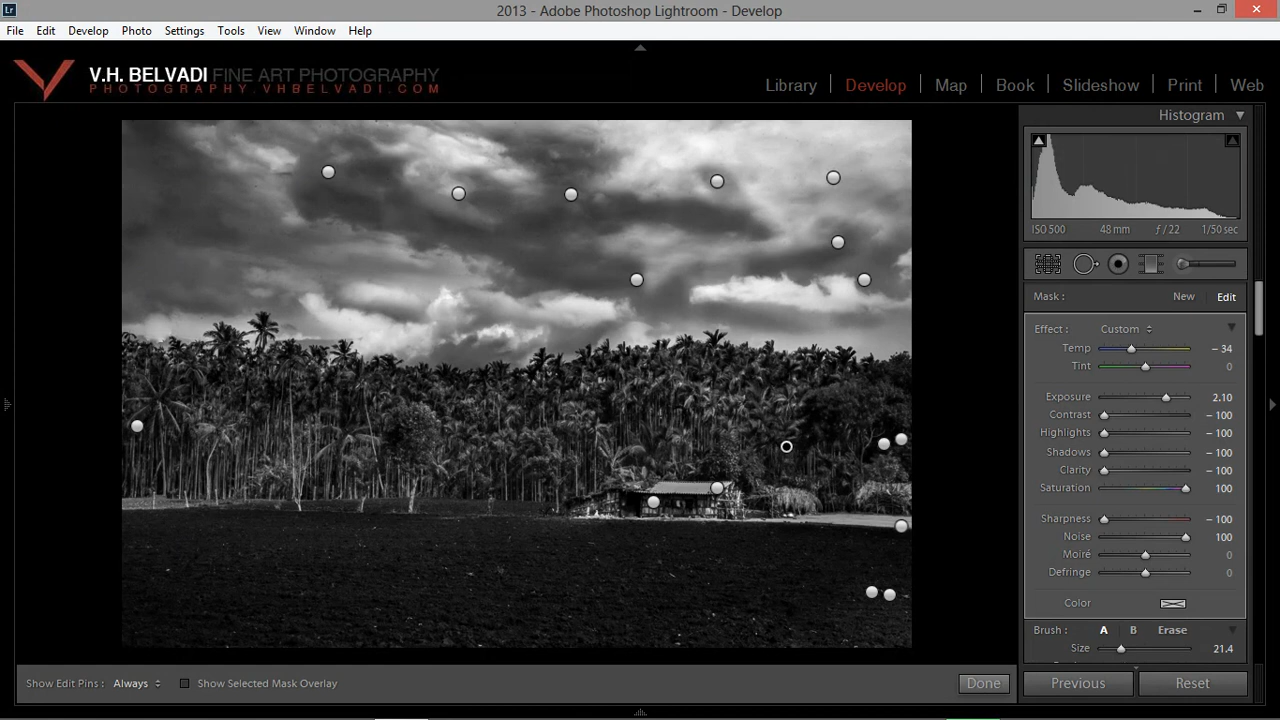 Lr
2013 - Adobe Photoshop Lightroom - Develop
File Edit Develop Photo Settings Tools View Window Help
V.H. BELVADI FINE ART PHOTOGRAPHY
PHOTOGRAPHY.VHBELVADI.COM
Library Develop Map Book Slideshow Print Web
Histogram
ISO 500 48 mm ƒ / 22 1/50 sec
Mask : New Edit
Effect : Custom
Temp – 34
Tint 0
Exposure 2.10
Contrast – 100
Highlights – 100
Shadows – 100
Clarity – 100
Saturation 100
Sharpness – 100
Noise 100
Moiré 0
Defringe 0
Color
Brush : A B Erase
Size 21.4
Show Edit Pins : Always Show Selected Mask Overlay Done
Previous Reset